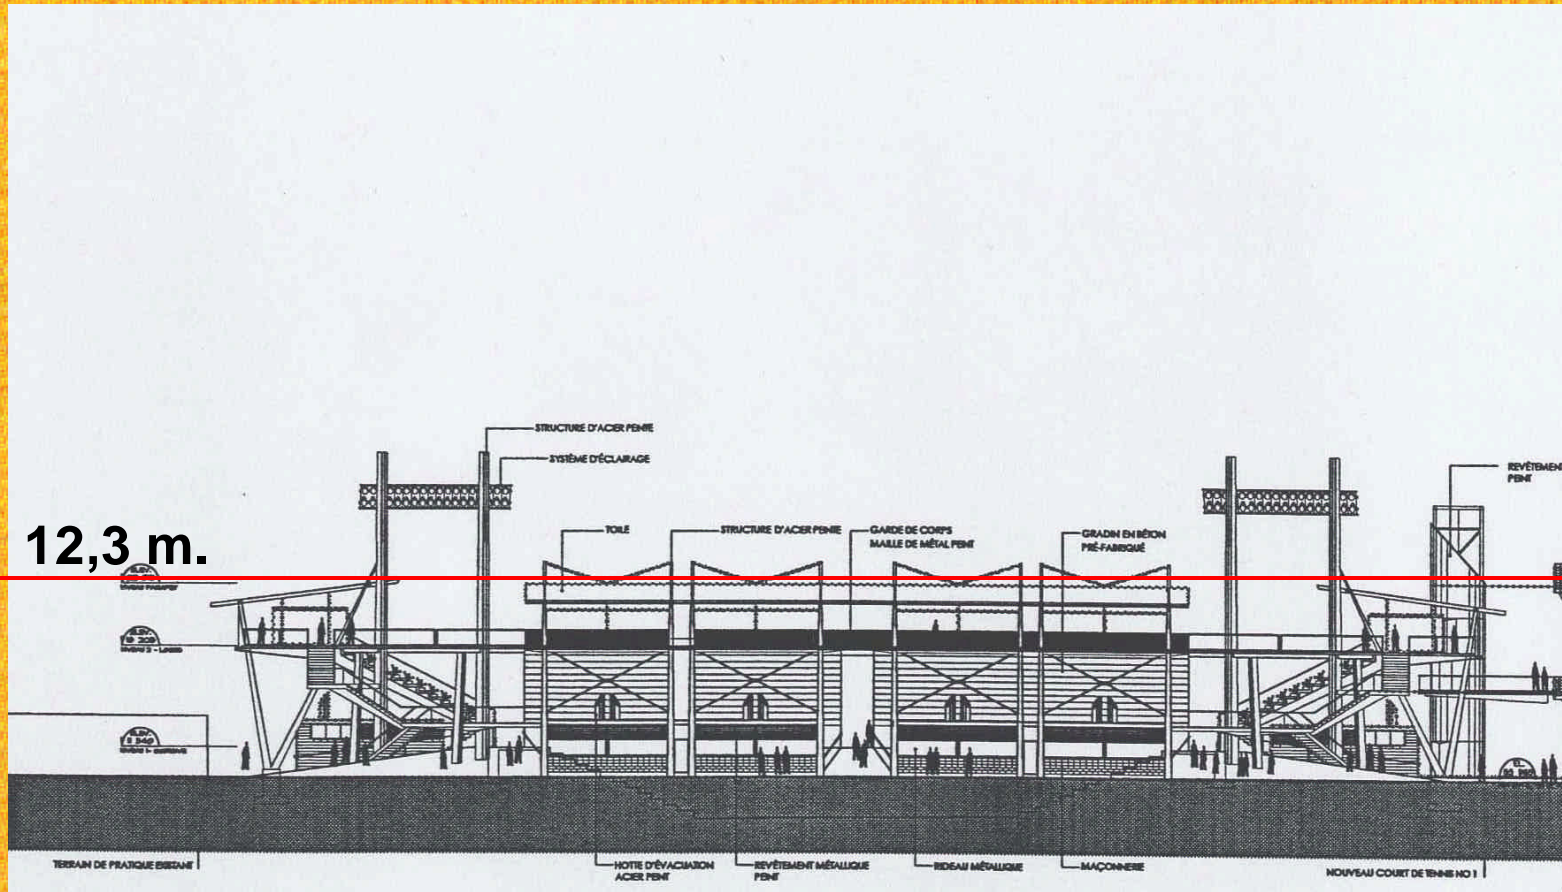 STRUCTURE D'ACIER PEINTE
SYSTÈME D'ÉCLAIRAGE
REVÊTEMENT
PEINT
12,3 m.
TOILE
STRUCTURE D'ACIER PEINTE
GARDE DE CORPS
MAILLE DE MÉTAL PEINT
GRADIN EN BÉTON
PRÉ-FABRIQUÉ
TERRAIN DE PRATIQUE EXISTANT
HOTTE D'ÉVACUATION
ACIER PEINT
REVÊTEMENT MÉTALLIQUE
PEINT
RIDEAU MÉTALLIQUE
MAÇONNERIE
NOUVEAU COURT DE TENNIS NO 1